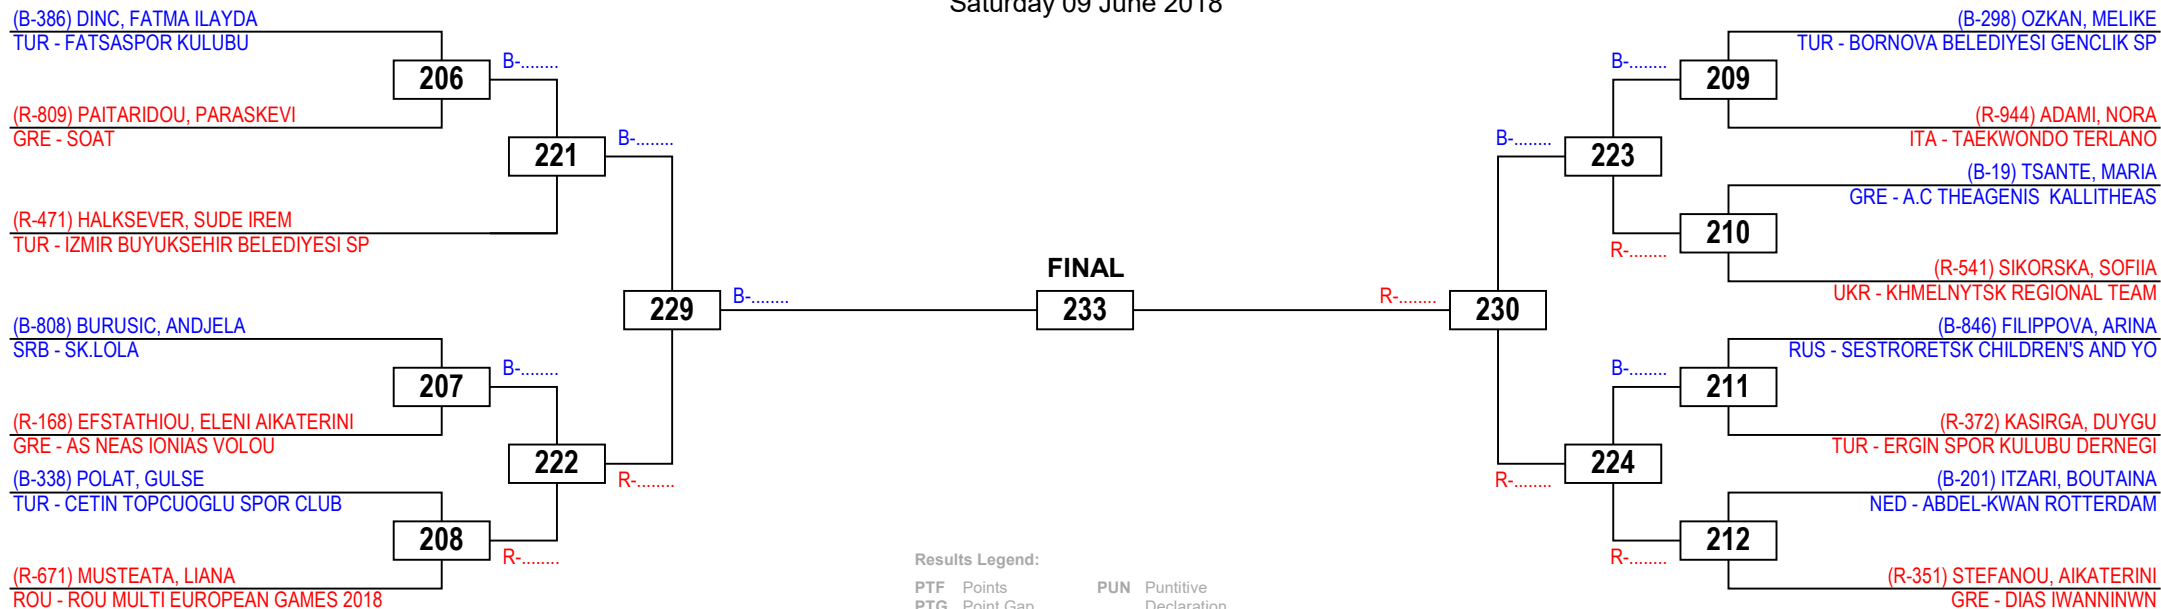 Saturday 09 June 2018
(B-386) DINC, FATMA ILAYDA
TUR - FATSASPOR KULUBU
206
B-........
(R-809) PAITARIDOU, PARASKEVI
GRE - SOAT
221
B-........
(R-471) HALKSEVER, SUDE IREM
TUR - IZMIR BUYUKSEHIR BELEDIYESI SP
229
B-........
(B-808) BURUSIC, ANDJELA
SRB - SK.LOLA
207
B-........
(R-168) EFSTATHIOU, ELENI AIKATERINI
GRE - AS NEAS IONIAS VOLOU
222
R-........
(B-338) POLAT, GULSE
TUR - CETIN TOPCUOGLU SPOR CLUB
208
R-........
(R-671) MUSTEATA, LIANA
ROU - ROU MULTI EUROPEAN GAMES 2018
FINAL
233
(B-298) OZKAN, MELIKE
TUR - BORNOVA BELEDIYESI GENCLIK SP
B-........
209
(R-944) ADAMI, NORA
ITA - TAEKWONDO TERLANO
B-........
223
(B-19) TSANTE, MARIA
GRE - A.C THEAGENIS  KALLITHEAS
210
R-........
(R-541) SIKORSKA, SOFIIA
UKR - KHMELNYTSK REGIONAL TEAM
R-........
230
(B-846) FILIPPOVA, ARINA
RUS - SESTRORETSK CHILDREN'S AND YO
B-........
211
(R-372) KASIRGA, DUYGU
TUR - ERGIN SPOR KULUBU DERNEGI
224
R-........
(B-201) ITZARI, BOUTAINA
NED - ABDEL-KWAN ROTTERDAM
212
R-........
(R-351) STEFANOU, AIKATERINI
GRE - DIAS IWANNINWN
Results Legend:
PTF Points PUN Puntitive
PTG Point Gap Declaration